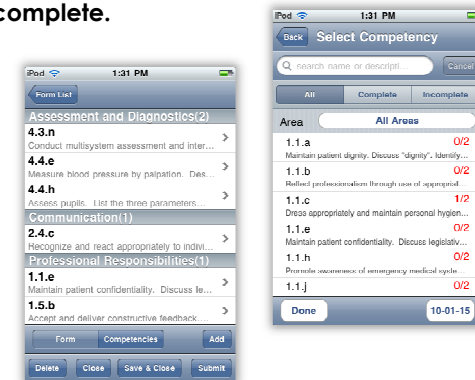 complete.
iPod 1:31 PM
Form List
Assessment and Diagnostics(2)
4.3.n
Conduct multisystem assessment and inter...
4.4.e
Measure blood pressure by palpation. Des...
4.4.h
Assess pupils. List the three parameters...
Communication(1)
2.4.c
Recognize and react appropriately to indivi...
Professional Responsibilities(1)
1.1.e
Maintain patient confidentiality. Discuss le...
1.5.b
Accept and deliver constructive feedback....
Form Competencies Add
Delete Close Save & Close Submit
iPod 1:31 PM
Back Select Competency
search name or descripti... Cancel
All Complete Incomplete
Area All Areas
1.1.a 0/2
Maintain patient dignity. Discuss "dignity". Identify...
1.1.b 0/2
Reflect professionalism through use of appropriat...
1.1.c 1/2
Dress appropriately and maintain personal hygien...
1.1.e 0/2
Maintain patient confidentiality. Discuss legislativ...
1.1.h 0/2
Promote awareness of emergency medical syste...
1.1.j 0/2
Done 10-01-15